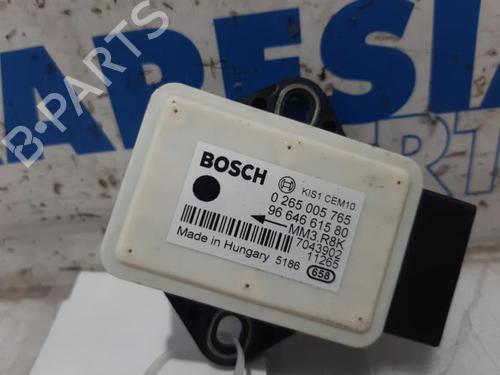 B-PARTS
BOSCH
KIS1 CEM10
0 265 005 765
96 646 615 80
MM3 R8K
7043902
11265
Made in Hungary 5186
658